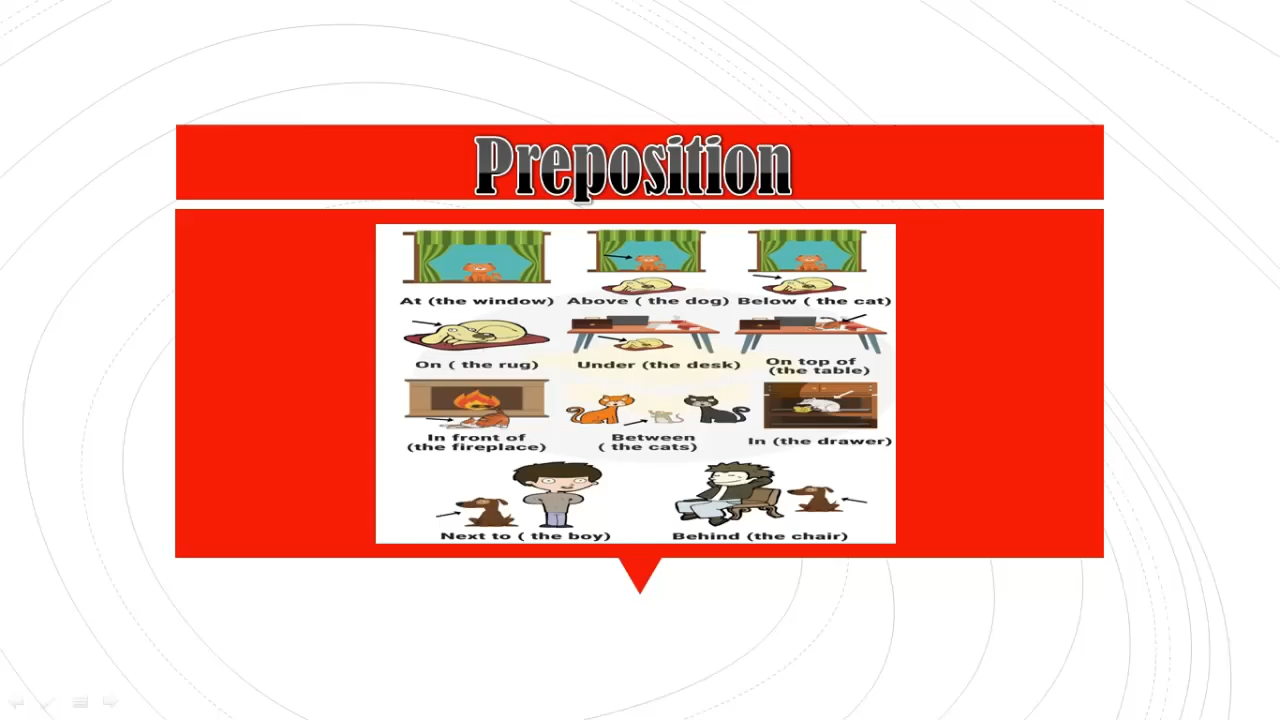 Preposition
At (the window)
Above ( the dog)
Below ( the cat)
On ( the rug)
Under (the desk)
On top of
(the table)
In front of
(the fireplace)
Between
( the cats)
In (the drawer)
Next to ( the boy)
Behind (the chair)